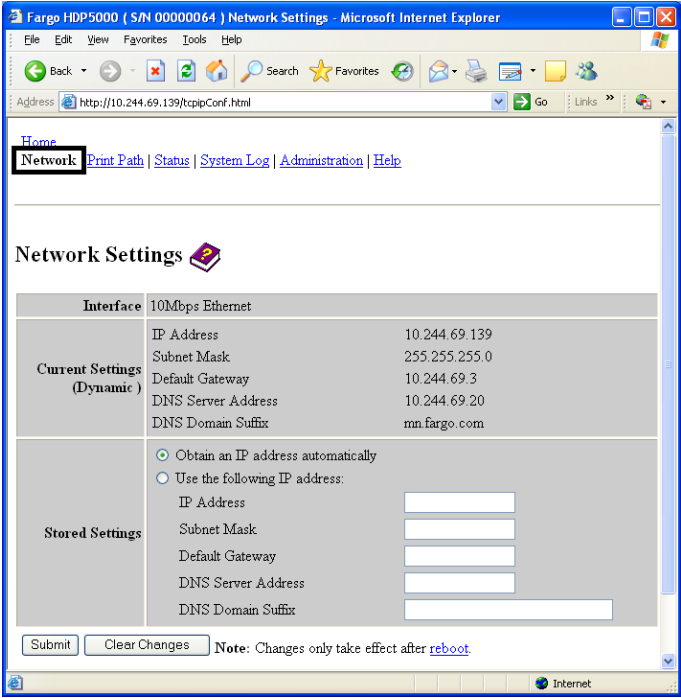 Fargo HDP5000 ( S/N 00000064 ) Network Settings - Microsoft Internet Explorer
File Edit View Favorites Tools Help
Back Search Favorites
Address http://10.244.69.139/tcpipConf.html Go Links »
Home
Network Print Path | Status | System Log | Administration | Help
Network Settings ?
Interface 10Mbps Ethernet
Current Settings (Dynamic )
IP Address 10.244.69.139
Subnet Mask 255.255.255.0
Default Gateway 10.244.69.3
DNS Server Address 10.244.69.20
DNS Domain Suffix mn.fargo.com
Stored Settings
Obtain an IP address automatically
Use the following IP address:
IP Address
Subnet Mask
Default Gateway
DNS Server Address
DNS Domain Suffix
Submit Clear Changes Note: Changes only take effect after reboot.
Internet